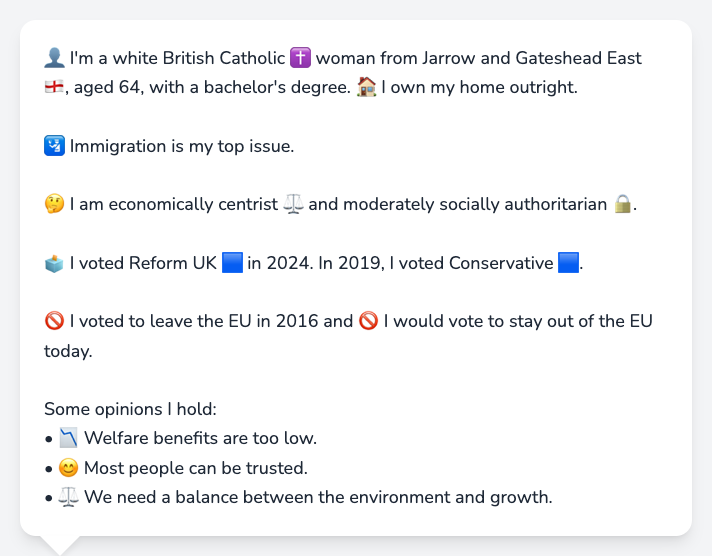 👤 I'm a white British Catholic ✝️ woman from Jarrow and Gateshead East
🏴󠁧󠁢󠁥󠁮󠁧󠁿, aged 64, with a bachelor's degree. 🏠 I own my home outright.
🛂 Immigration is my top issue.
🤔 I am economically centrist ⚖️ and moderately socially authoritarian 🔒.
🗳️ I voted Reform UK 🟦 in 2024. In 2019, I voted Conservative 🟦.
🚫 I voted to leave the EU in 2016 and 🚫 I would vote to stay out of the EU
today.
Some opinions I hold:
• 📉 Welfare benefits are too low.
• 😊 Most people can be trusted.
• ⚖️ We need a balance between the environment and growth.